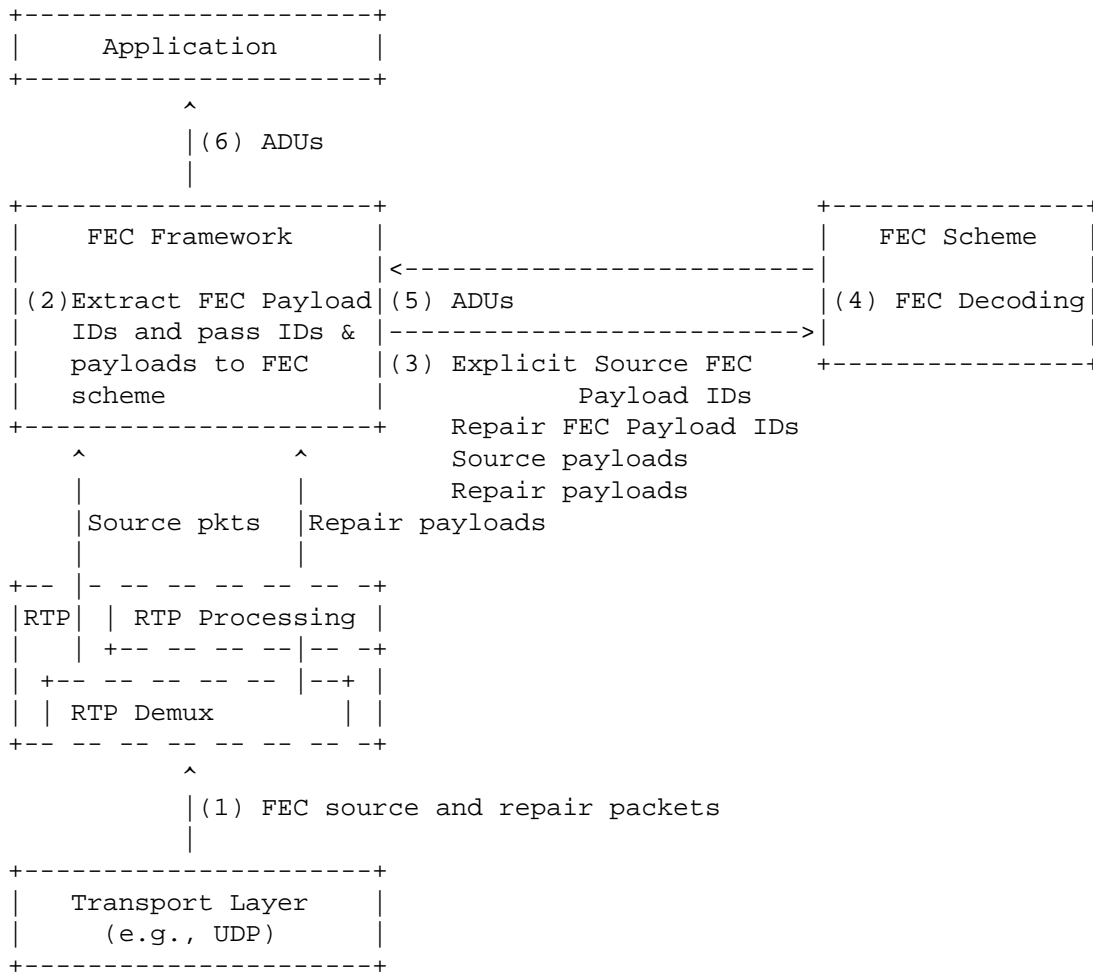 Application
(6) ADUs
FEC Framework
FEC Scheme
(2)Extract FEC Payload
(5) ADUs
(4) FEC Decoding
IDs and pass IDs &
payloads to FEC
(3) Explicit Source FEC
scheme
Payload IDs
Repair FEC Payload IDs
Source payloads
Repair payloads
Source pkts
Repair payloads
RTP
RTP Processing
RTP Demux
(1) FEC source and repair packets
Transport Layer
(e.g., UDP)